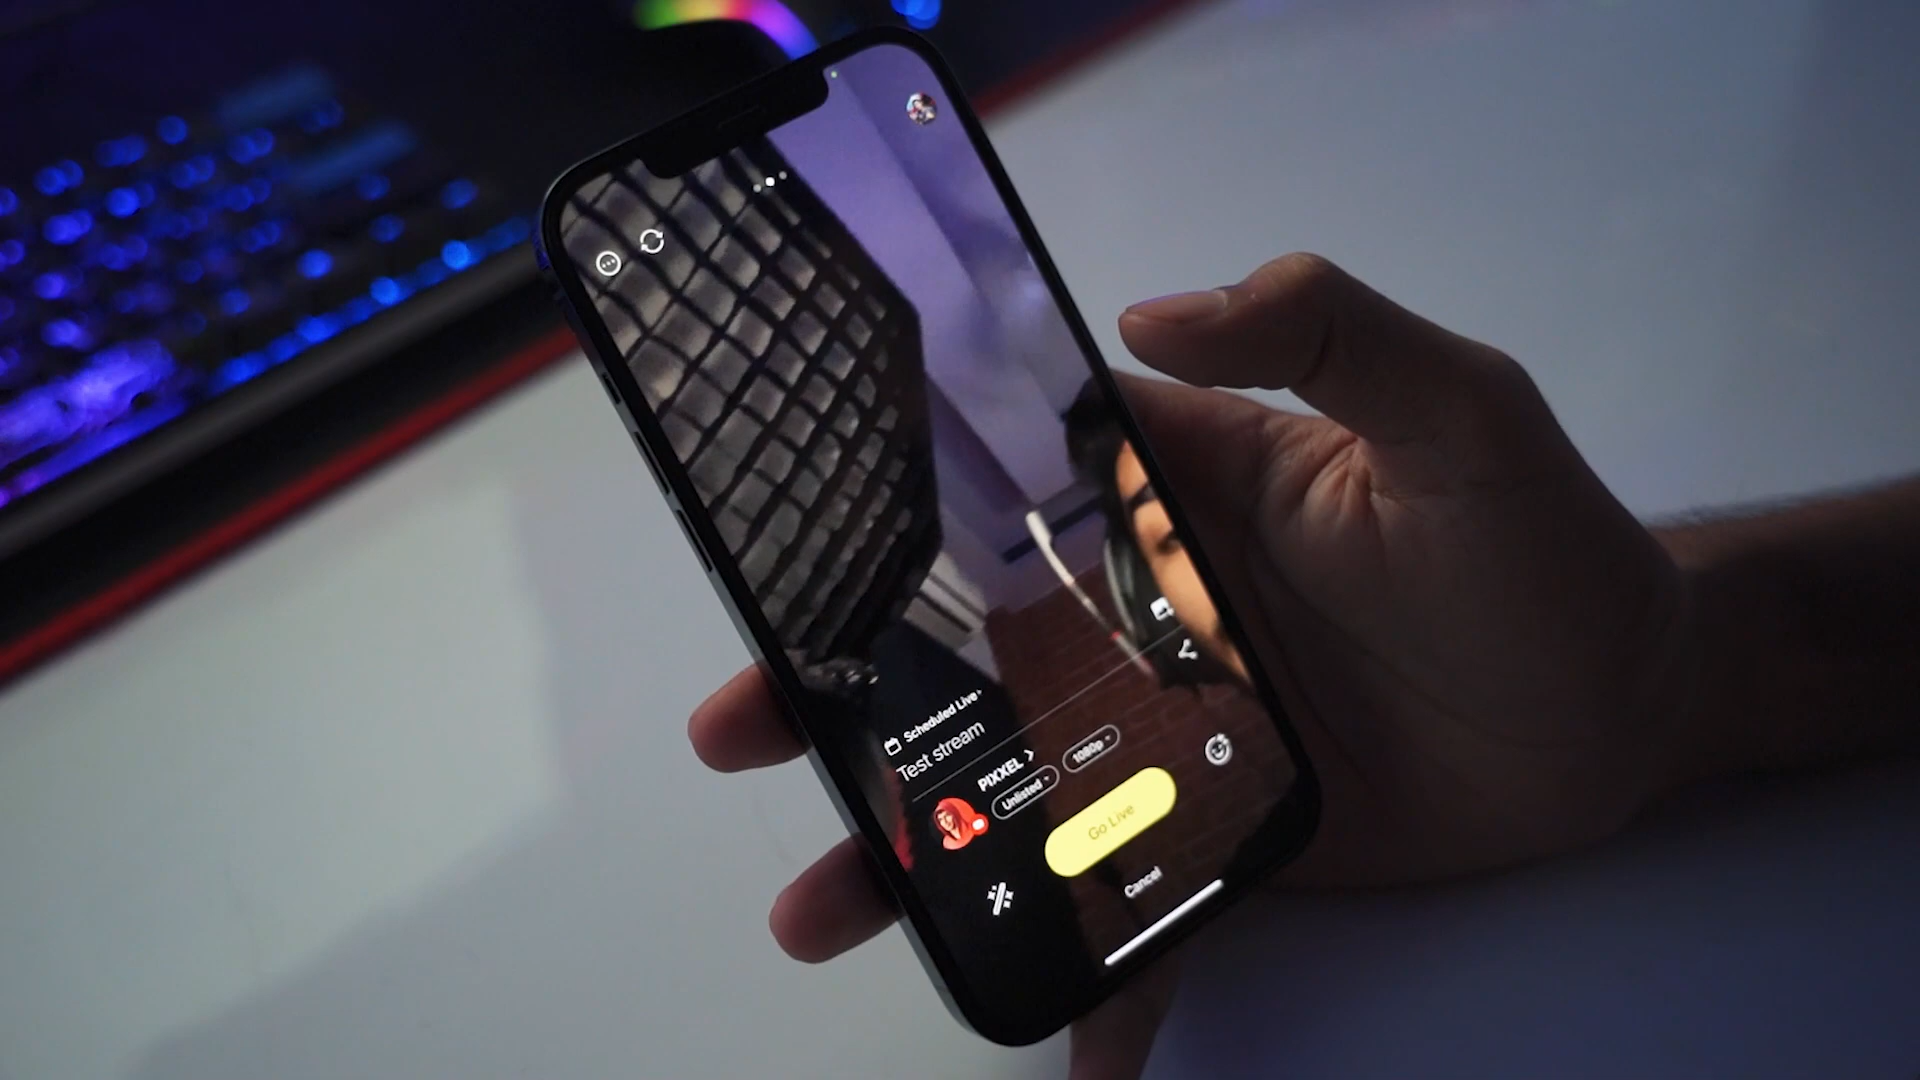 Scheduled Live
Test stream
PIXXEL
Unlisted
1080p
Go Live
Cancel